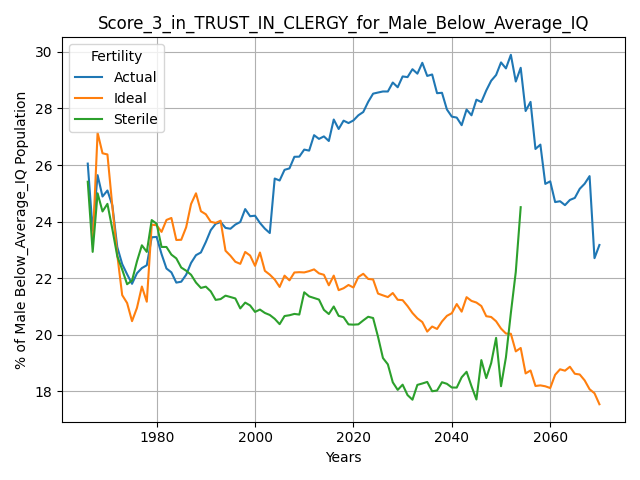 Score_3_in_TRUST_IN_CLERGY_for_Male_Below_Average_IQ
Fertility
Actual
Ideal
Sterile
% of Male Below_Average_IQ Population
30
28
26
24
22
20
18
1980
2000
2020
2040
2060
Years